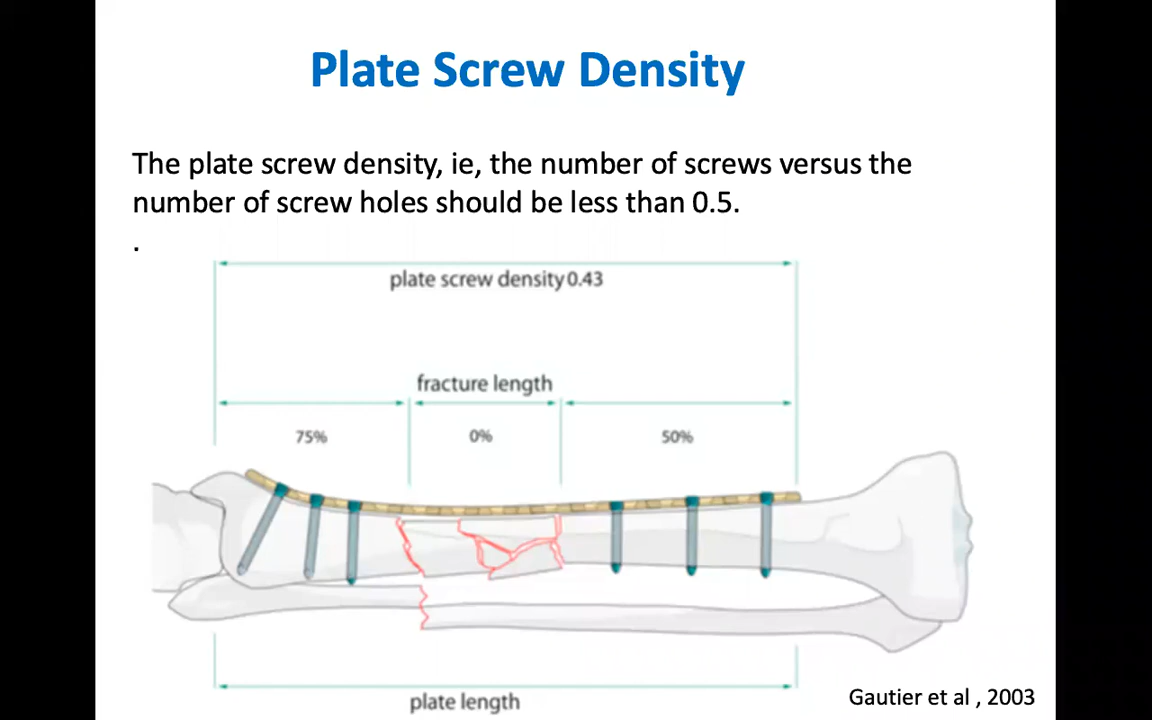 Plate Screw Density
The plate screw density, ie, the number of screws versus the
number of screw holes should be less than 0.5.
.
plate screw density 0.43
fracture length
75%
0%
50%
plate length
Gautier et al , 2003